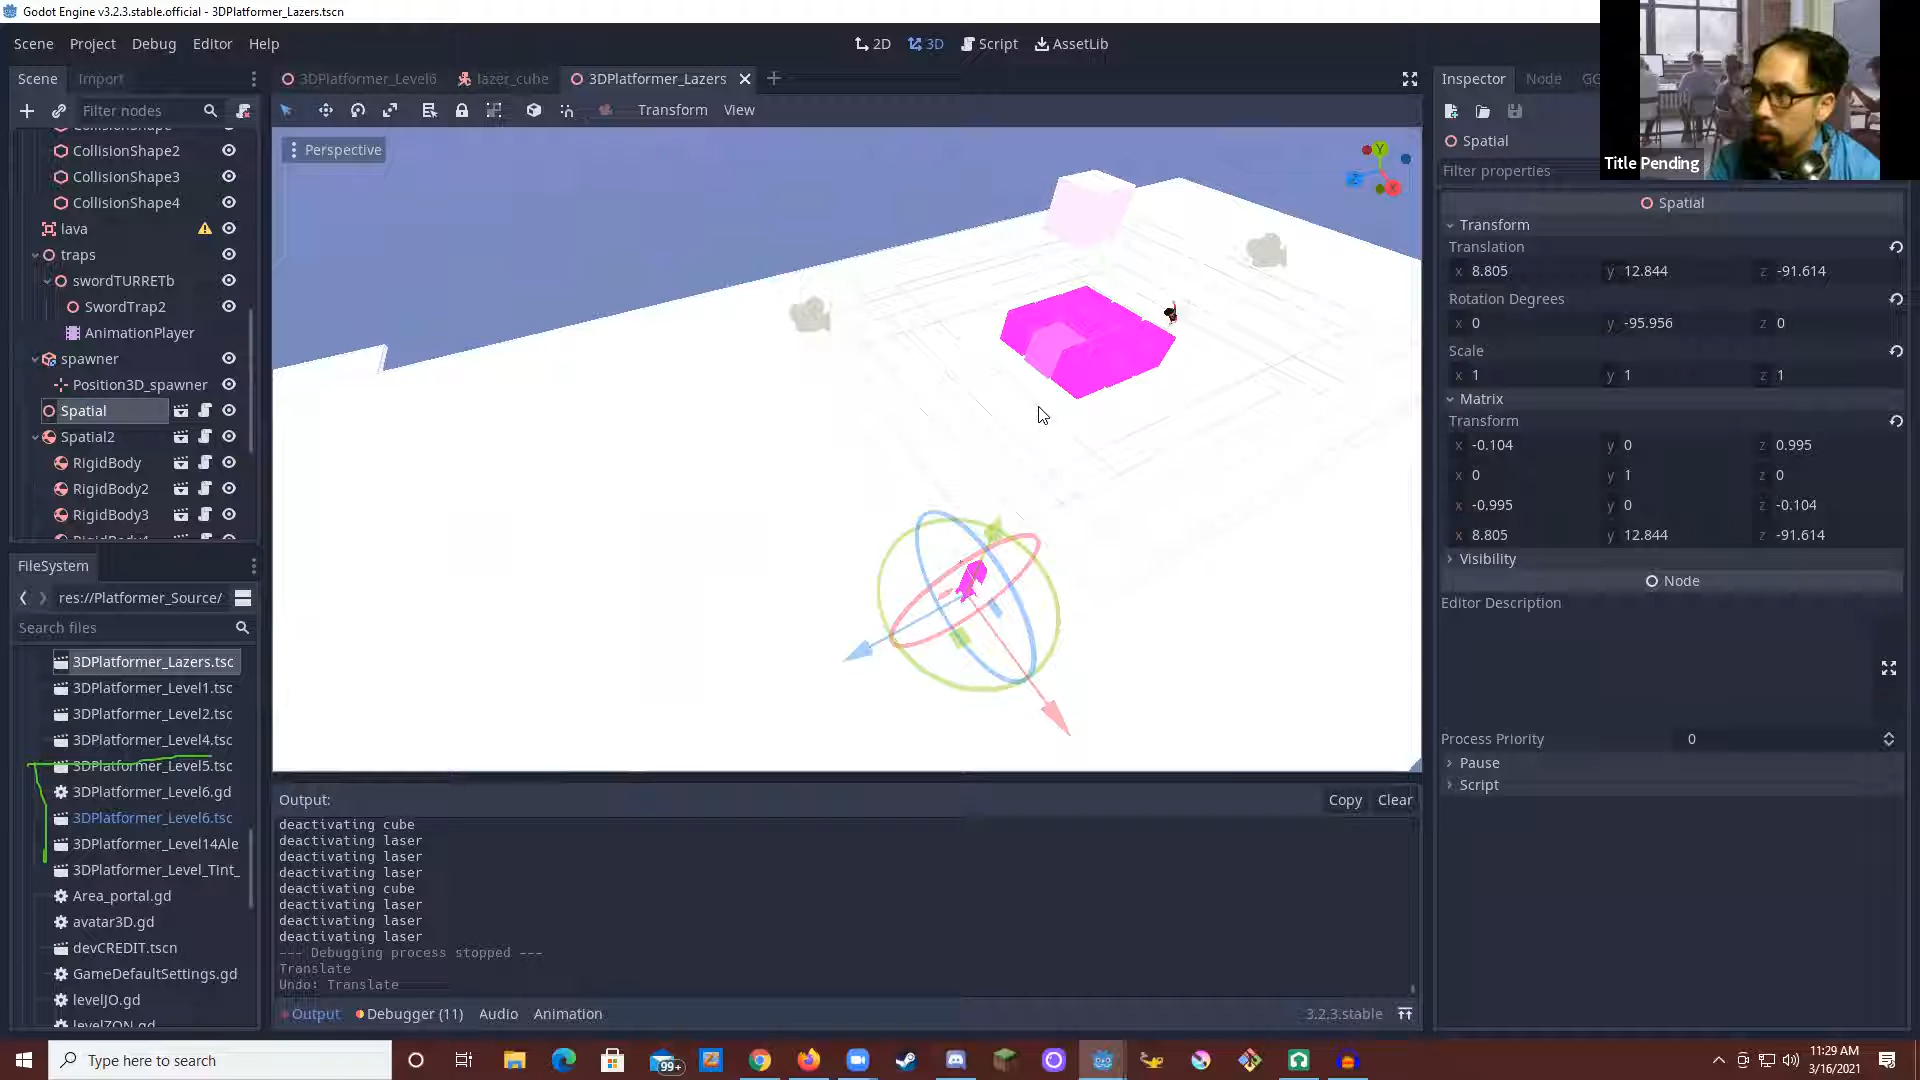 Godot Engine v3.2.3.stable.official - 3DPlatformer_Lazers.tscn
Scene Project Debug Editor Help
2D 3D Script AssetLib
Title Pending
Scene Import
3DPlatformer_Level6 lazer_cube 3DPlatformer_Lazers
Filter nodes
Transform View
Perspective
Y
Z
X
CollisionShape
CollisionShape2
CollisionShape3
CollisionShape4
lava
traps
swordTURRETb
SwordTrap2
AnimationPlayer
spawner
Position3D_spawner
Spatial
Spatial2
RigidBody
RigidBody2
RigidBody3
FileSystem
res://Platformer_Source/
Search files
3DPlatformer_Lazers.tsc
3DPlatformer_Level1.tsc
3DPlatformer_Level2.tsc
3DPlatformer_Level4.tsc
3DPlatformer_Level5.tsc
3DPlatformer_Level6.gd
3DPlatformer_Level6.tsc
3DPlatformer_Level14Ale
3DPlatformer_Level_Tint_
Area_portal.gd
avatar3D.gd
devCREDIT.tscn
GameDefaultSettings.gd
levelJO.gd
levelZON.gd
Output:
Copy Clear
deactivating cube
deactivating laser
deactivating laser
deactivating laser
deactivating cube
deactivating laser
deactivating laser
deactivating laser
--- Debugging process stopped ---
Translate
Undo: Translate
Output Debugger (11) Audio Animation 3.2.3.stable
Inspector Node
Spatial
Filter properties
Spatial
Transform
Translation
x 8.805 y 12.844 z -91.614
Rotation Degrees
x 0 y -95.956 z 0
Scale
x 1 y 1 z 1
Matrix
Transform
x -0.104 y 0 z 0.995
x 0 y 1 z 0
x -0.995 y 0 z -0.104
x 8.805 y 12.844 z -91.614
Visibility
Node
Editor Description
Process Priority 0
Pause
Script
Type here to search
99+
11:29 AM
3/16/2021